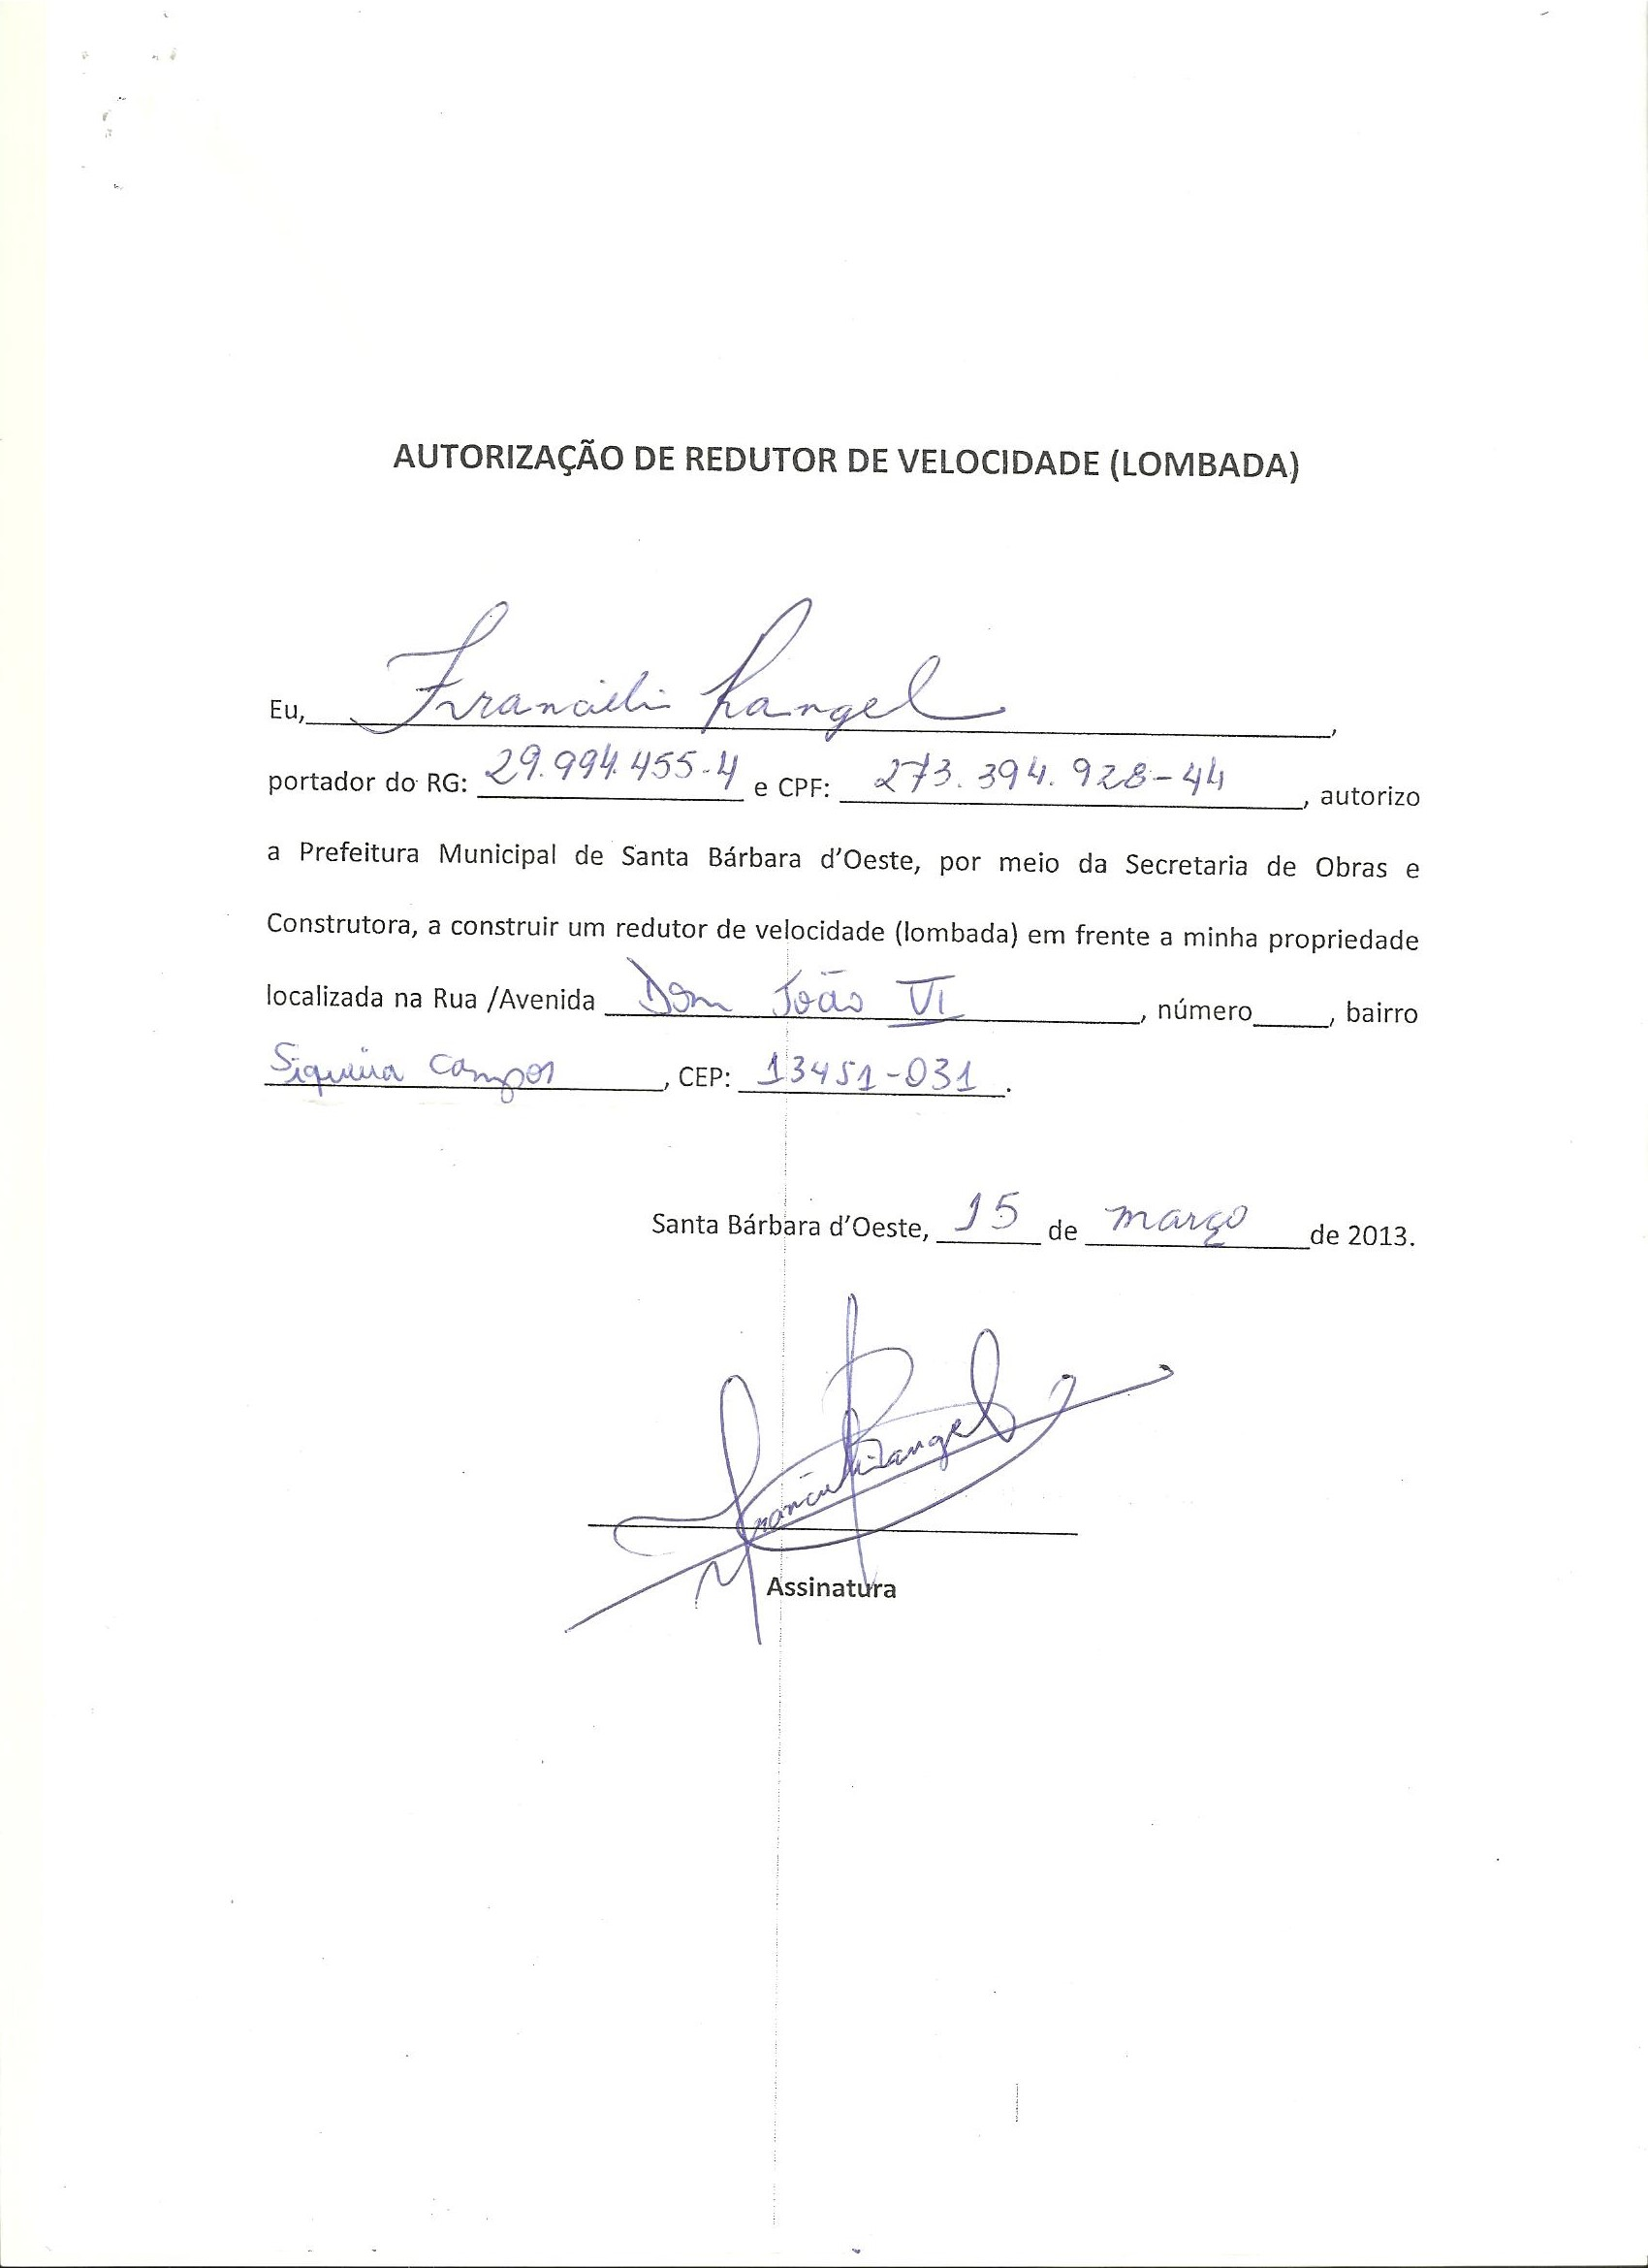 AUTORIZAÇÃO DE REDUTOR DE VELOCIDADE (LOMBADA)
Eu, Francieli Rangel,
portador do RG: 29.994.455-4 e CPF: 273.394.928-44, autorizo
a Prefeitura Municipal de Santa Bárbara d'Oeste, por meio da Secretaria de Obras e
Construtora, a construir um redutor de velocidade (lombada) em frente a minha propriedade
localizada na Rua /Avenida Dom João VI, número_____, bairro
Siqueira Campos, CEP: 13451-031.
Santa Bárbara d'Oeste, 15 de março de 2013.
Rangel
Assinatura